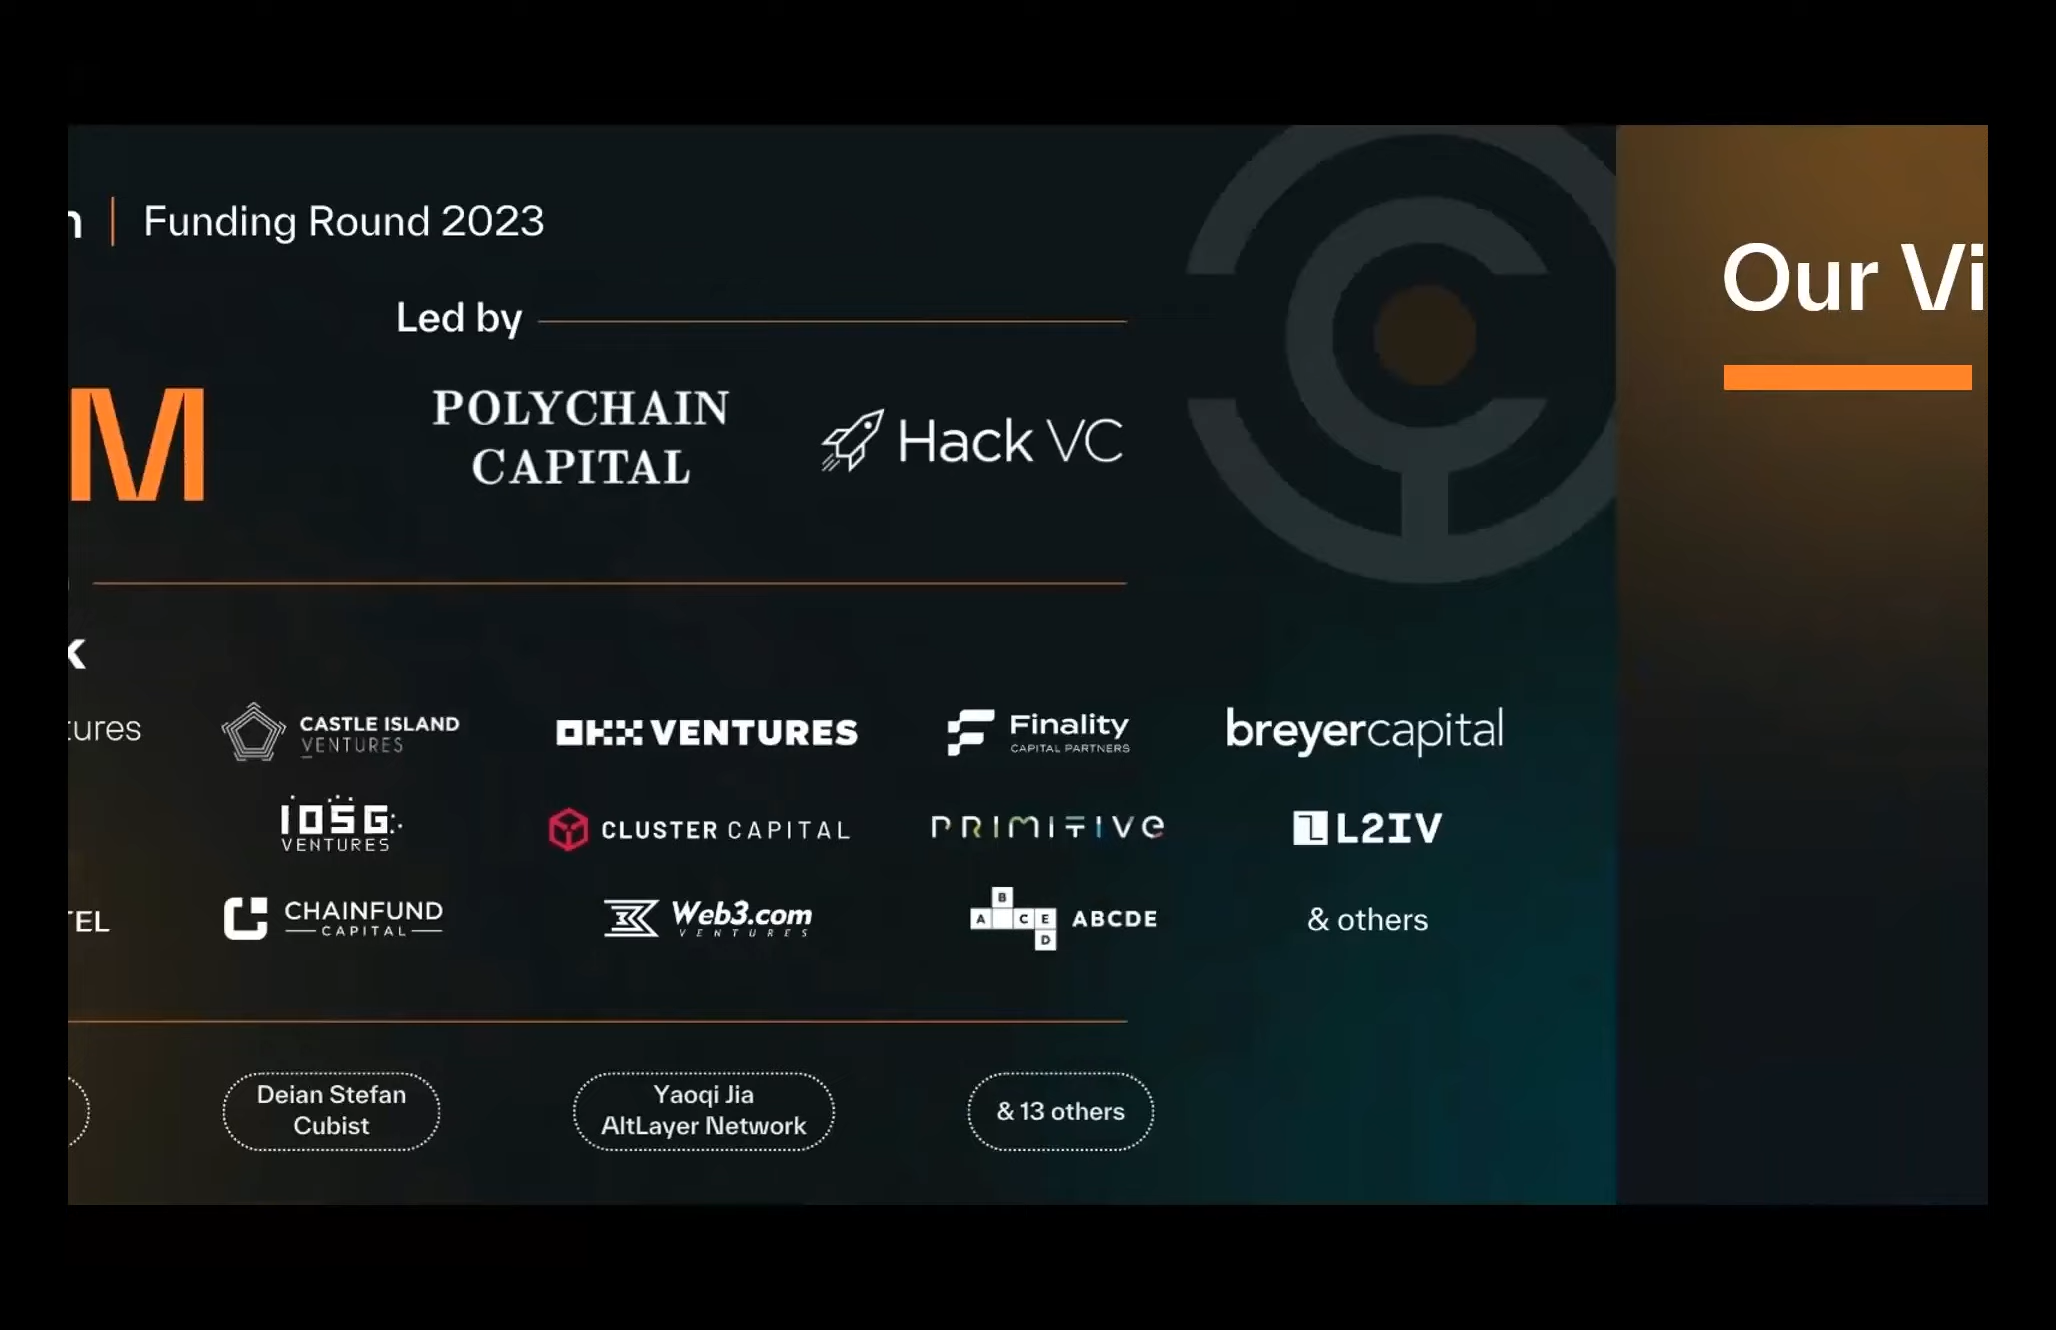 n | Funding Round 2023
Our Vi
Led by
M
POLYCHAIN
CAPITAL
Hack VC
k
tures
CASTLE ISLAND
VENTURES
OKX VENTURES
Finality
CAPITAL PARTNERS
breyercapital
IOSG
VENTURES
CLUSTER CAPITAL
PRIMITIVE
L2IV
TEL
CHAINFUND
CAPITAL
Web3.com
VENTURES
B
A C E
D
ABCDE
& others
Deian Stefan
Cubist
Yaoqi Jia
AltLayer Network
& 13 others